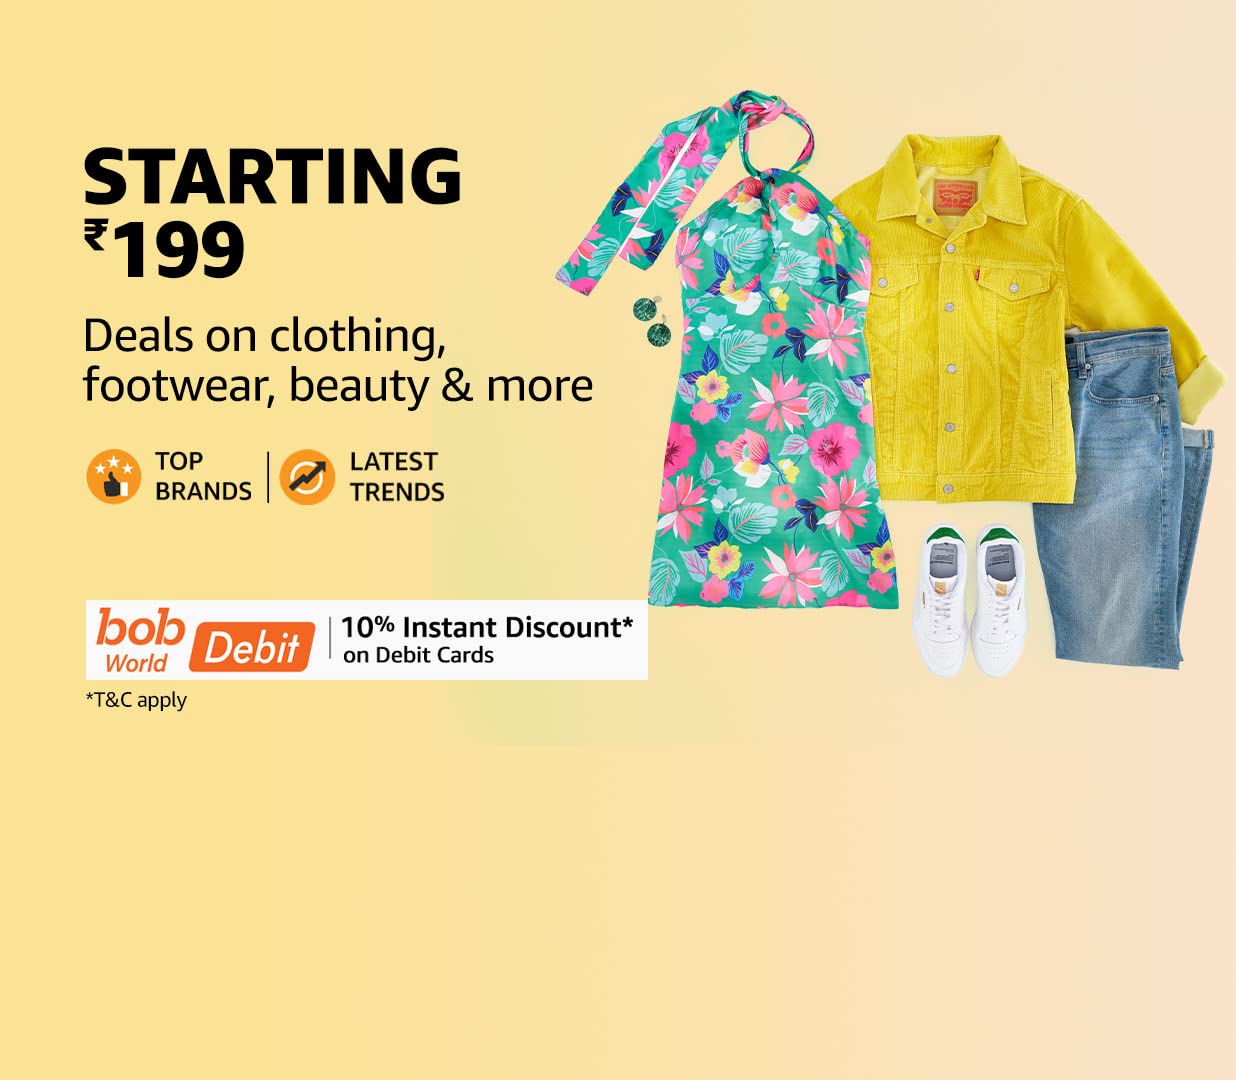 STARTING
₹199
Deals on clothing,
footwear, beauty & more
TOP
BRANDS
LATEST
TRENDS
bob
World
Debit
10% Instant Discount*
on Debit Cards
*T&C apply